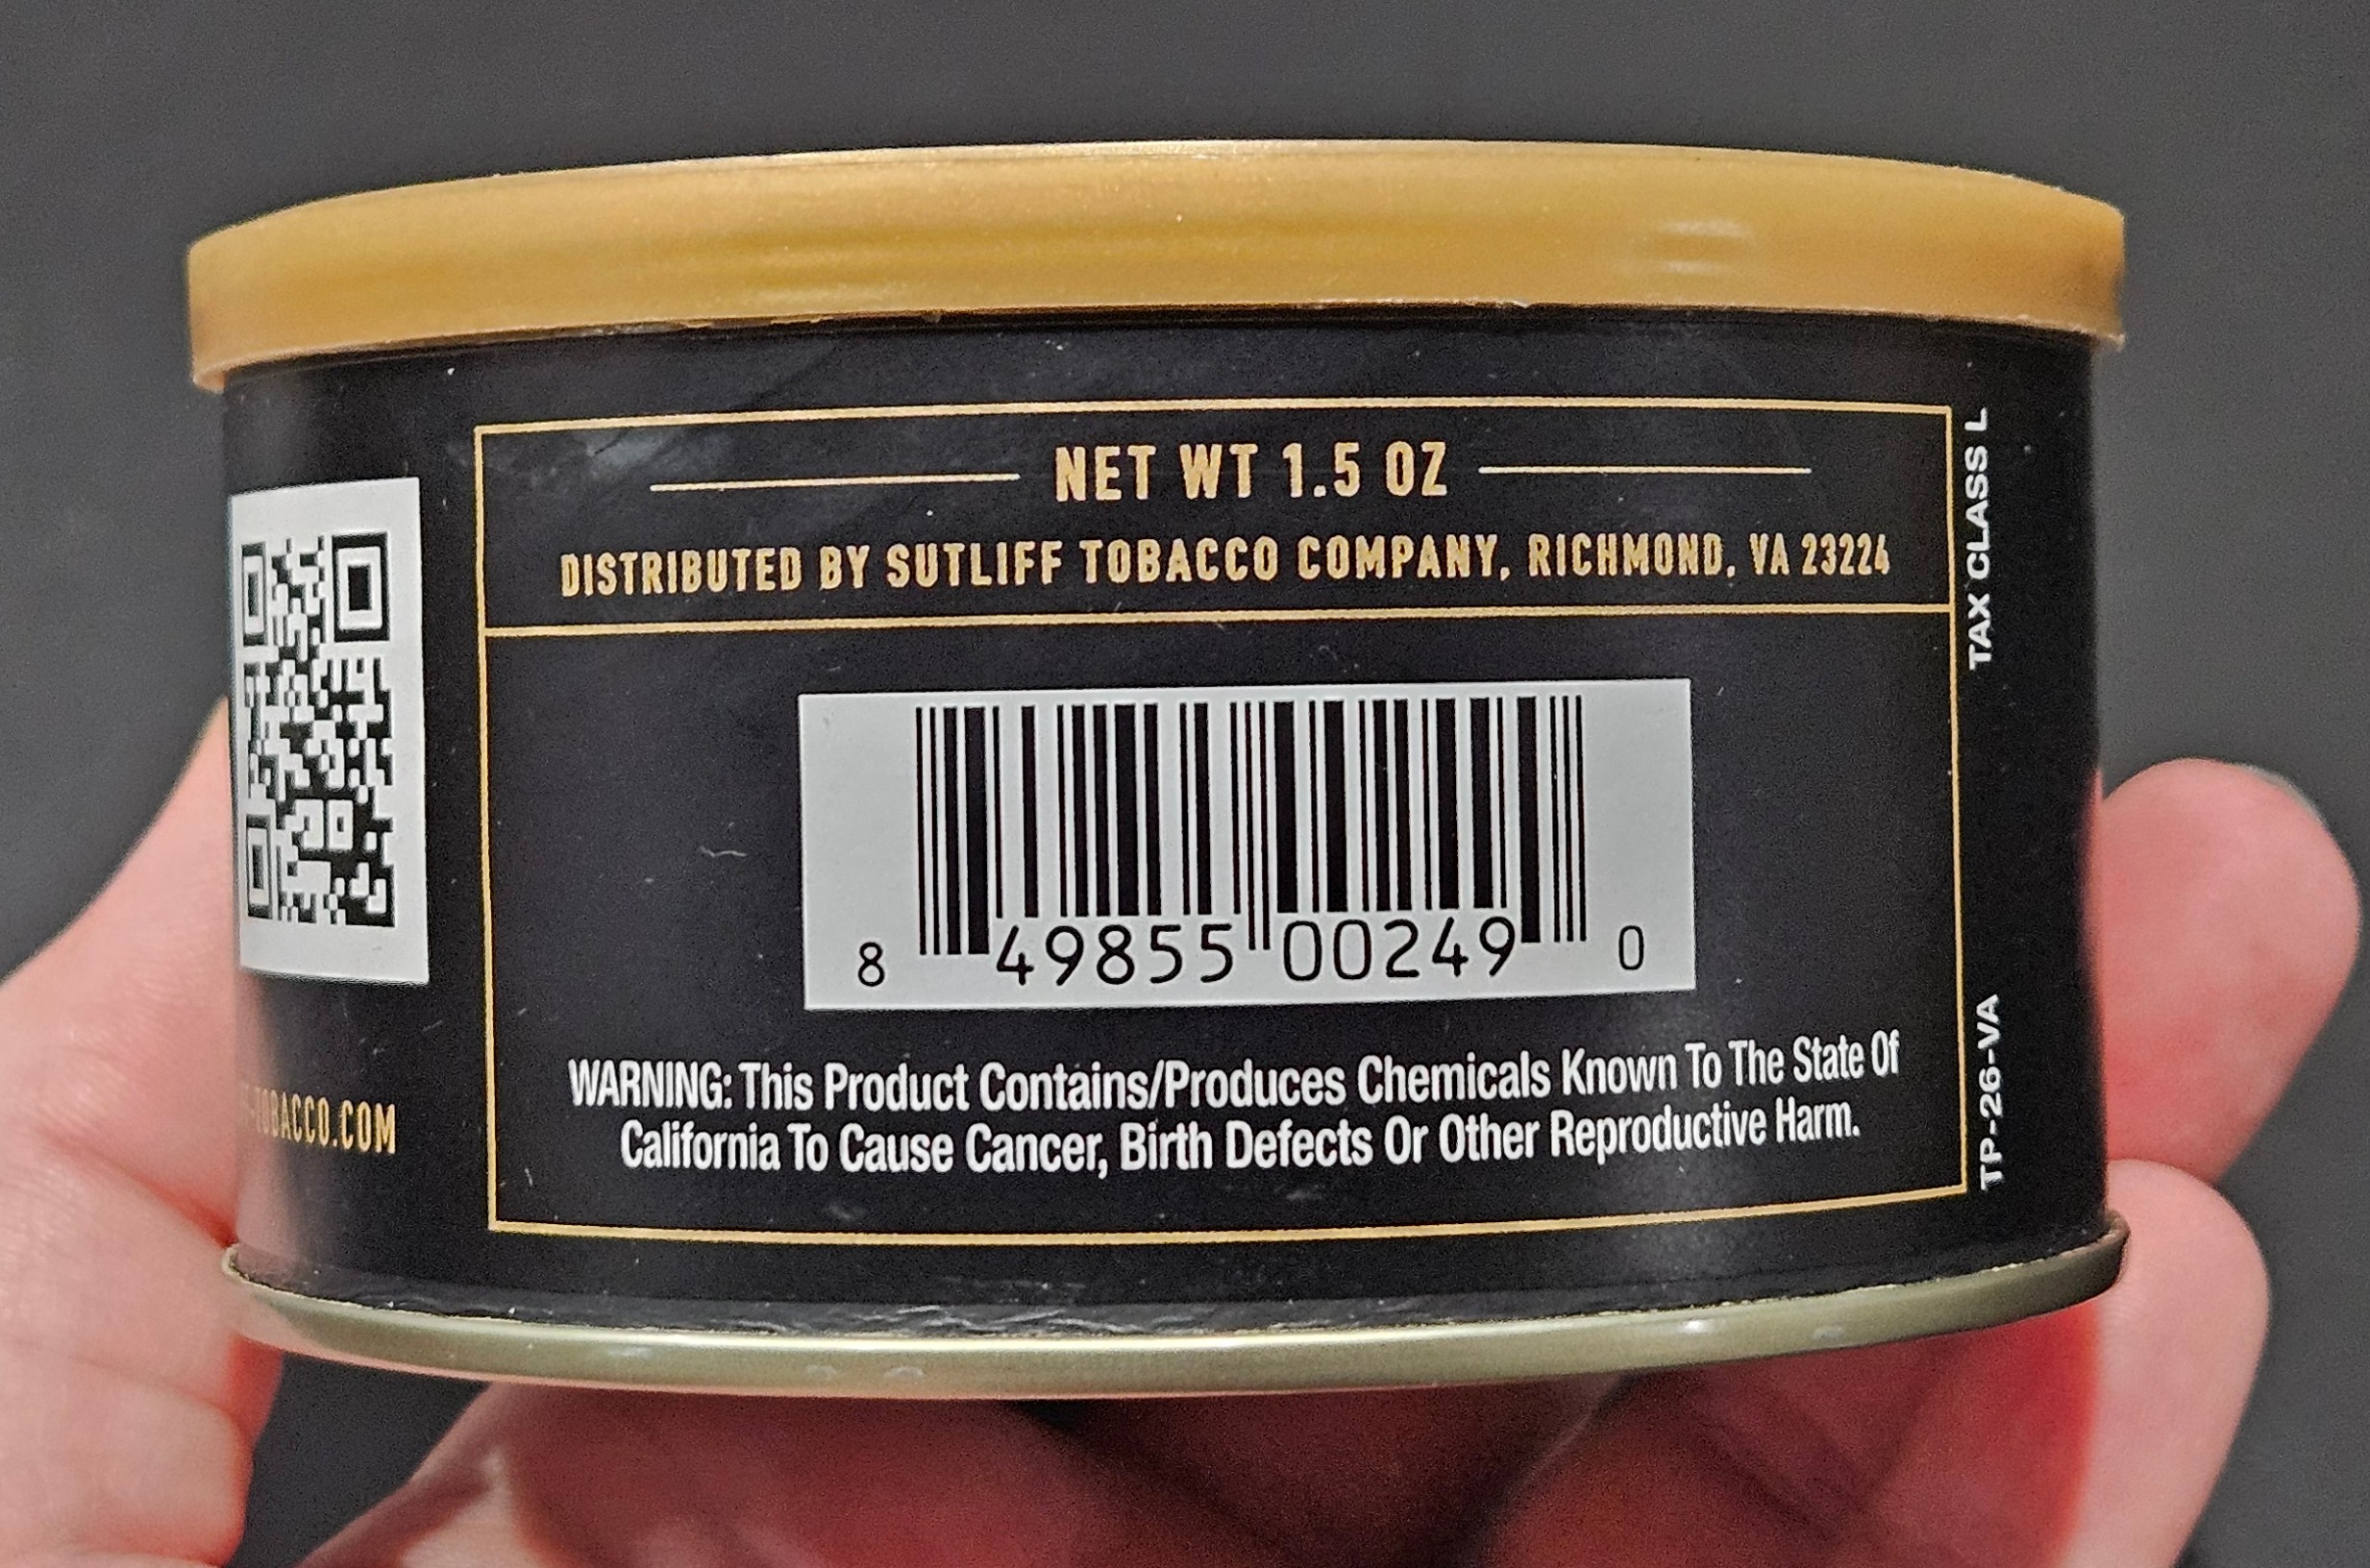 NET WT 1.5 OZ
DISTRIBUTED BY SUTLIFF TOBACCO COMPANY, RICHMOND, VA 23224
8 49855 00249 0
WARNING: This Product Contains/Produces Chemicals Known To The State Of
California To Cause Cancer, Birth Defects Or Other Reproductive Harm.
TAX CLASS L
TP-26-VA
TOBACCO.COM